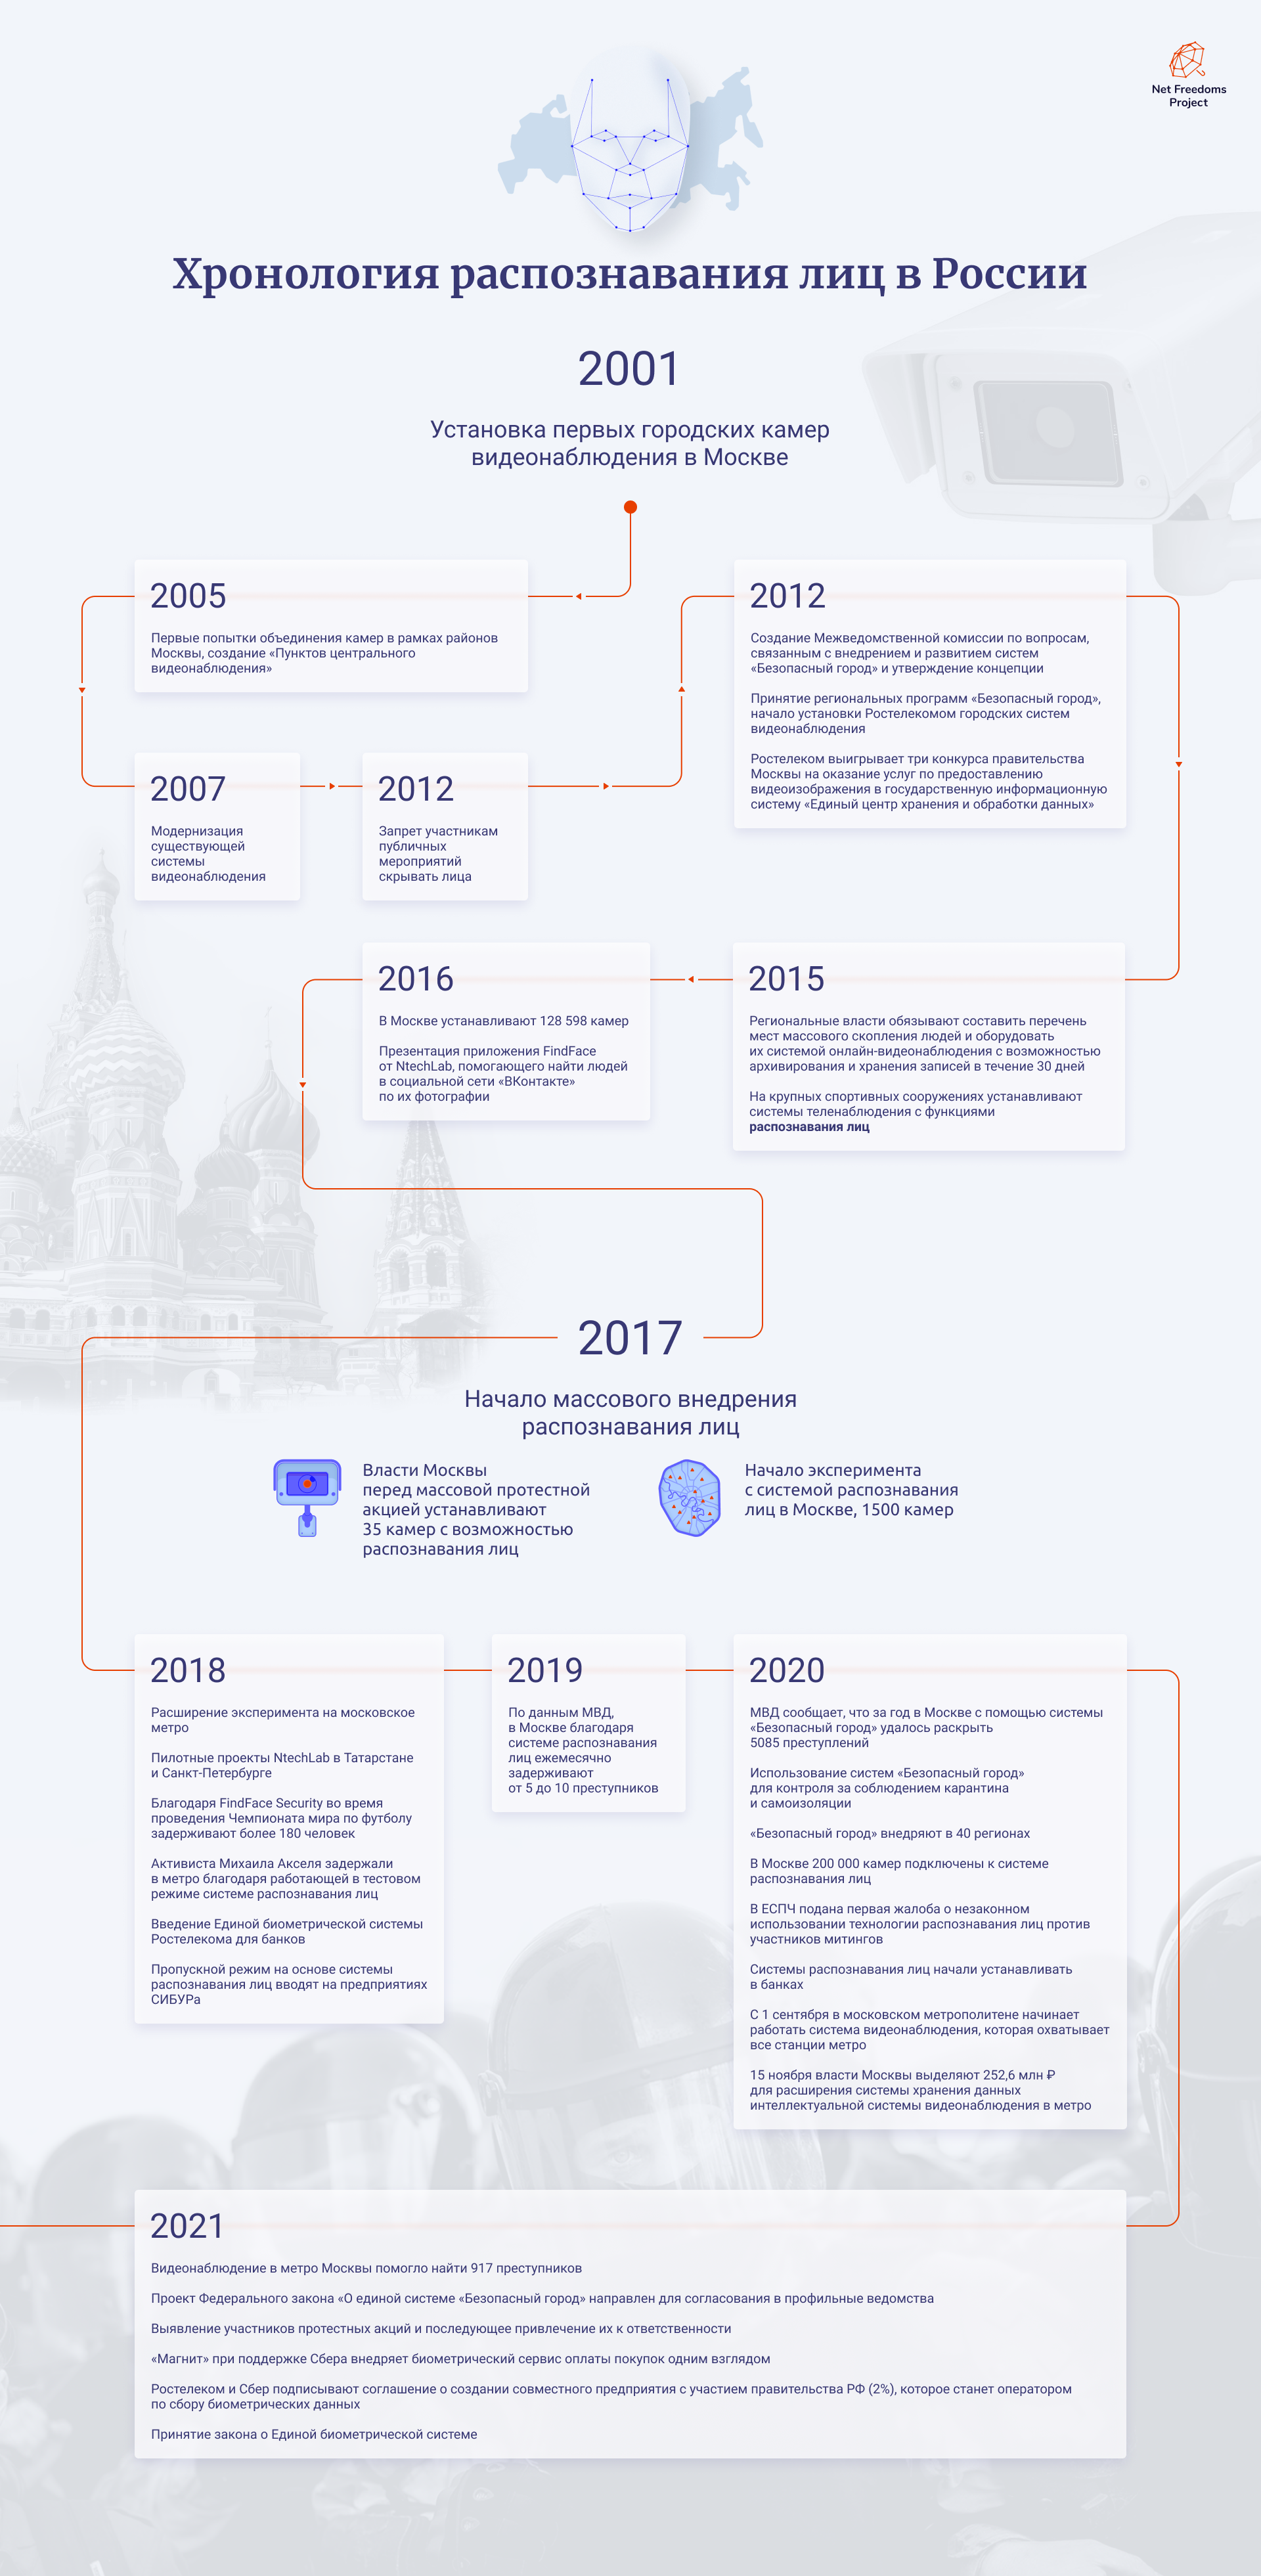 Net Freedoms
Project
Хронология распознавания лиц в России
2001
Установка первых городских камер
видеонаблюдения в Москве
2005
Первые попытки объединения камер в рамках районов
Москвы, создание «Пунктов центрального
видеонаблюдения»
2007
Модернизация
существующей
системы
видеонаблюдения
2012
Запрет участникам
публичных
мероприятий
скрывать лица
2012
Создание Межведомственной комиссии по вопросам,
связанным с внедрением и развитием систем
«Безопасный город» и утверждение концепции
Принятие региональных программ «Безопасный город»,
начало установки Ростелекомом городских систем
видеонаблюдения
Ростелеком выигрывает три конкурса правительства
Москвы на оказание услуг по предоставлению
видеоизображения в государственную информационную
систему «Единый центр хранения и обработки данных»
2015
Региональные власти обязывают составить перечень
мест массового скопления людей и оборудовать
их системой онлайн-видеонаблюдения с возможностью
архивирования и хранения записей в течение 30 дней
На крупных спортивных сооружениях устанавливают
системы теленаблюдения с функциями
распознавания лиц
2016
В Москве устанавливают 128 598 камер
Презентация приложения FindFace
от NtechLab, помогающего найти людей
в социальной сети «ВКонтакте»
по их фотографии
2017
Начало массового внедрения
распознавания лиц
Власти Москвы
перед массовой протестной
акцией устанавливают
35 камер с возможностью
распознавания лиц
Начало эксперимента
с системой распознавания
лиц в Москве, 1500 камер
2018
Расширение эксперимента на московское
метро
Пилотные проекты NtechLab в Татарстане
и Санкт-Петербурге
Благодаря FindFace Security во время
проведения Чемпионата мира по футболу
задерживают более 180 человек
Активиста Михаила Акселя задержали
в метро благодаря работающей в тестовом
режиме системе распознавания лиц
Введение Единой биометрической системы
Ростелекома для банков
Пропускной режим на основе системы
распознавания лиц вводят на предприятиях
СИБУРа
2019
По данным МВД,
в Москве благодаря
системе распознавания
лиц ежемесячно
задерживают
от 5 до 10 преступников
2020
МВД сообщает, что за год в Москве с помощью системы
«Безопасный город» удалось раскрыть
5085 преступлений
Использование систем «Безопасный город»
для контроля за соблюдением карантина
и самоизоляции
«Безопасный город» внедряют в 40 регионах
В Москве 200 000 камер подключены к системе
распознавания лиц
В ЕСПЧ подана первая жалоба о незаконном
использовании технологии распознавания лиц против
участников митингов
Системы распознавания лиц начали устанавливать
в банках
С 1 сентября в московском метрополитене начинает
работать система видеонаблюдения, которая охватывает
все станции метро
15 ноября власти Москвы выделяют 252,6 млн ₽
для расширения системы хранения данных
интеллектуальной системы видеонаблюдения в метро
2021
Видеонаблюдение в метро Москвы помогло найти 917 преступников
Проект Федерального закона «О единой системе «Безопасный город» направлен для согласования в профильные ведомства
Выявление участников протестных акций и последующее привлечение их к ответственности
«Магнит» при поддержке Сбера внедряет биометрический сервис оплаты покупок одним взглядом
Ростелеком и Сбер подписывают соглашение о создании совместного предприятия с участием правительства РФ (2%), которое станет оператором
по сбору биометрических данных
Принятие закона о Единой биометрической системе